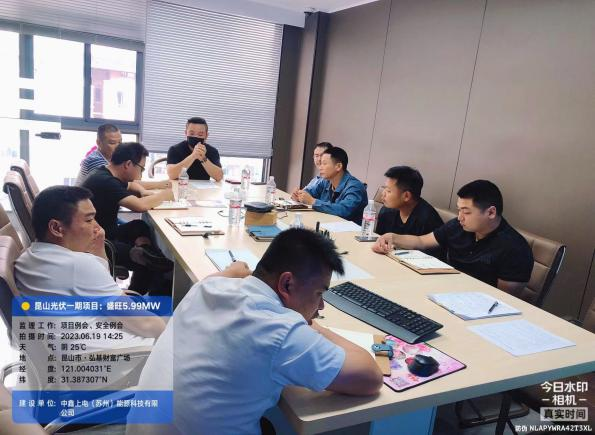 昆山光伏一期项目：盛旺5.99MW
监理工作：项目例会、安全例会
拍摄时间：2023.06.19 14:25
天气：阴 25℃
地点：昆山市·弘基财富广场
经度：121.004031°E
纬度：31.387307°N
建设单位：中鑫上电（苏州）能源科技有限
公司
今日水印
-相机-
真实时间
防伪 NLAPYWRA42T3XL